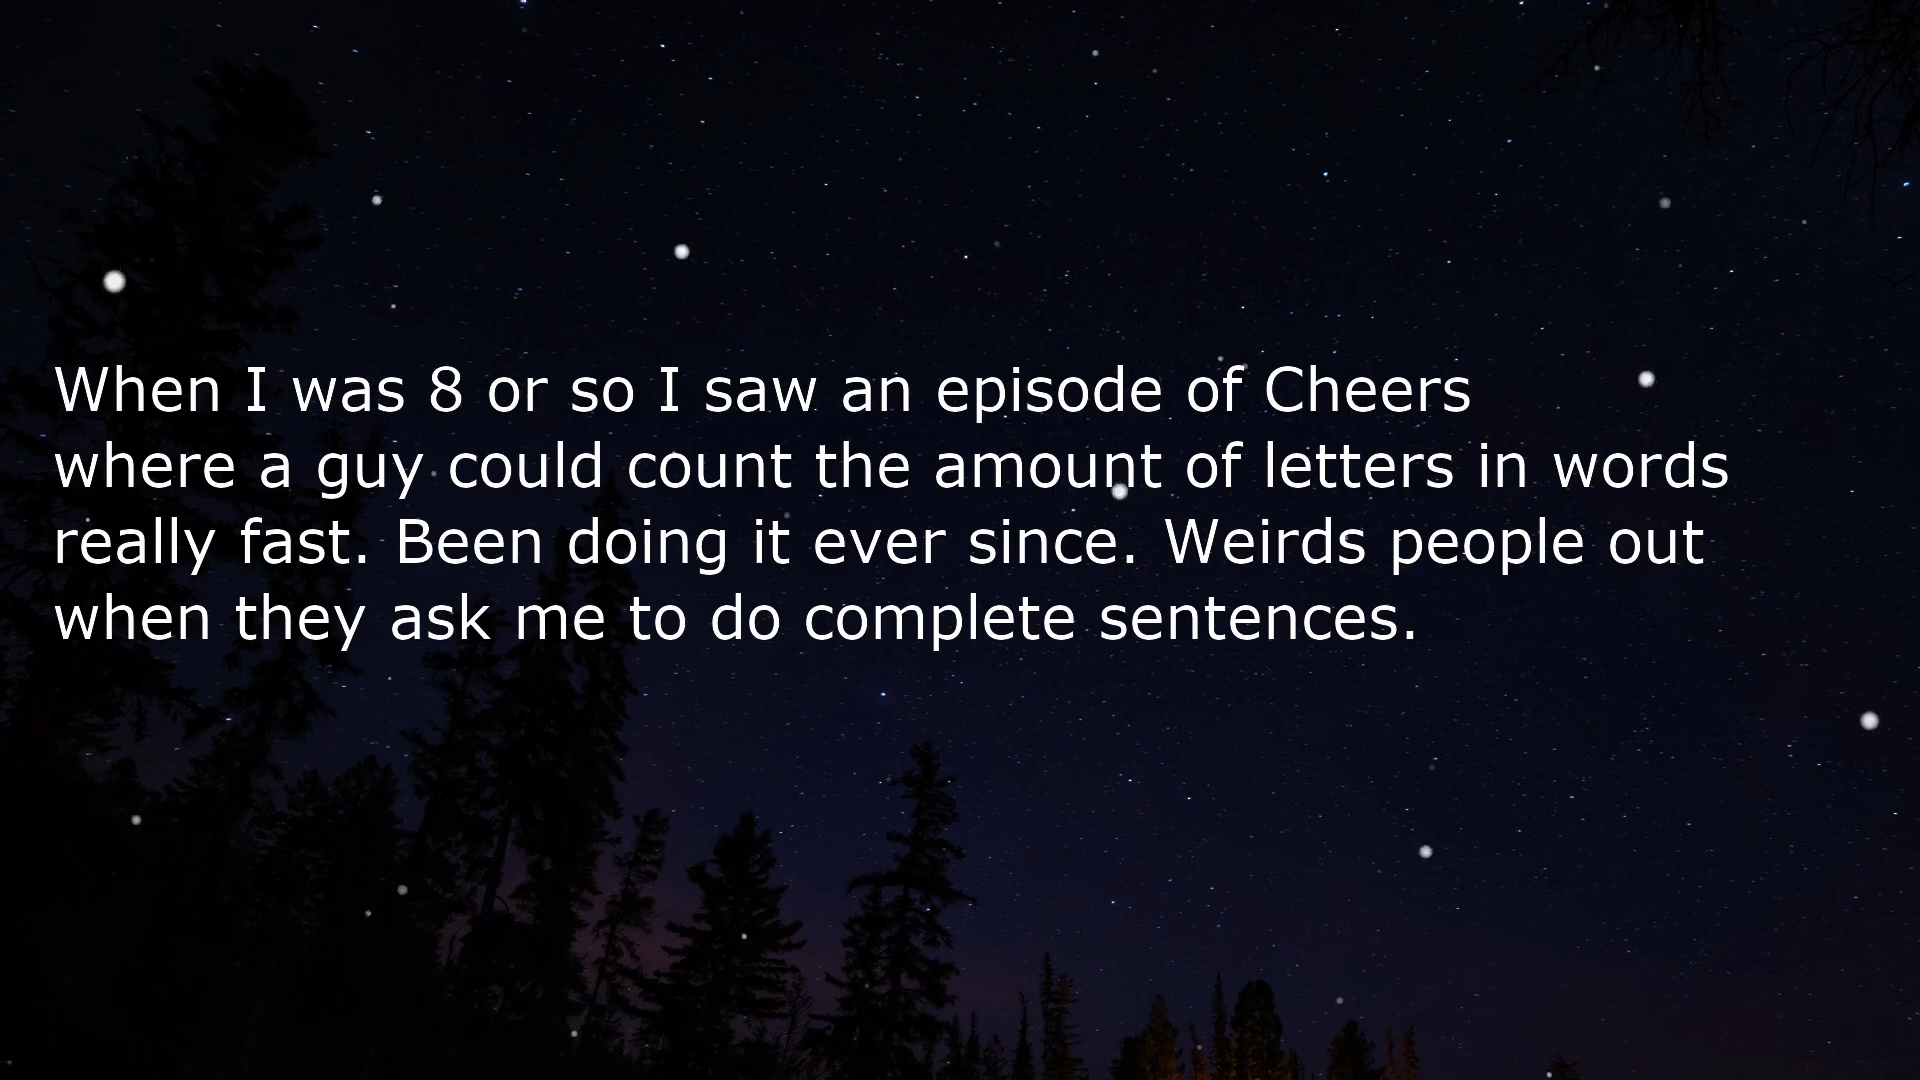 When I was 8 or so I saw an episode of Cheers
where a guy could count the amount of letters in words
really fast. Been doing it ever since. Weirds people out
when they ask me to do complete sentences.